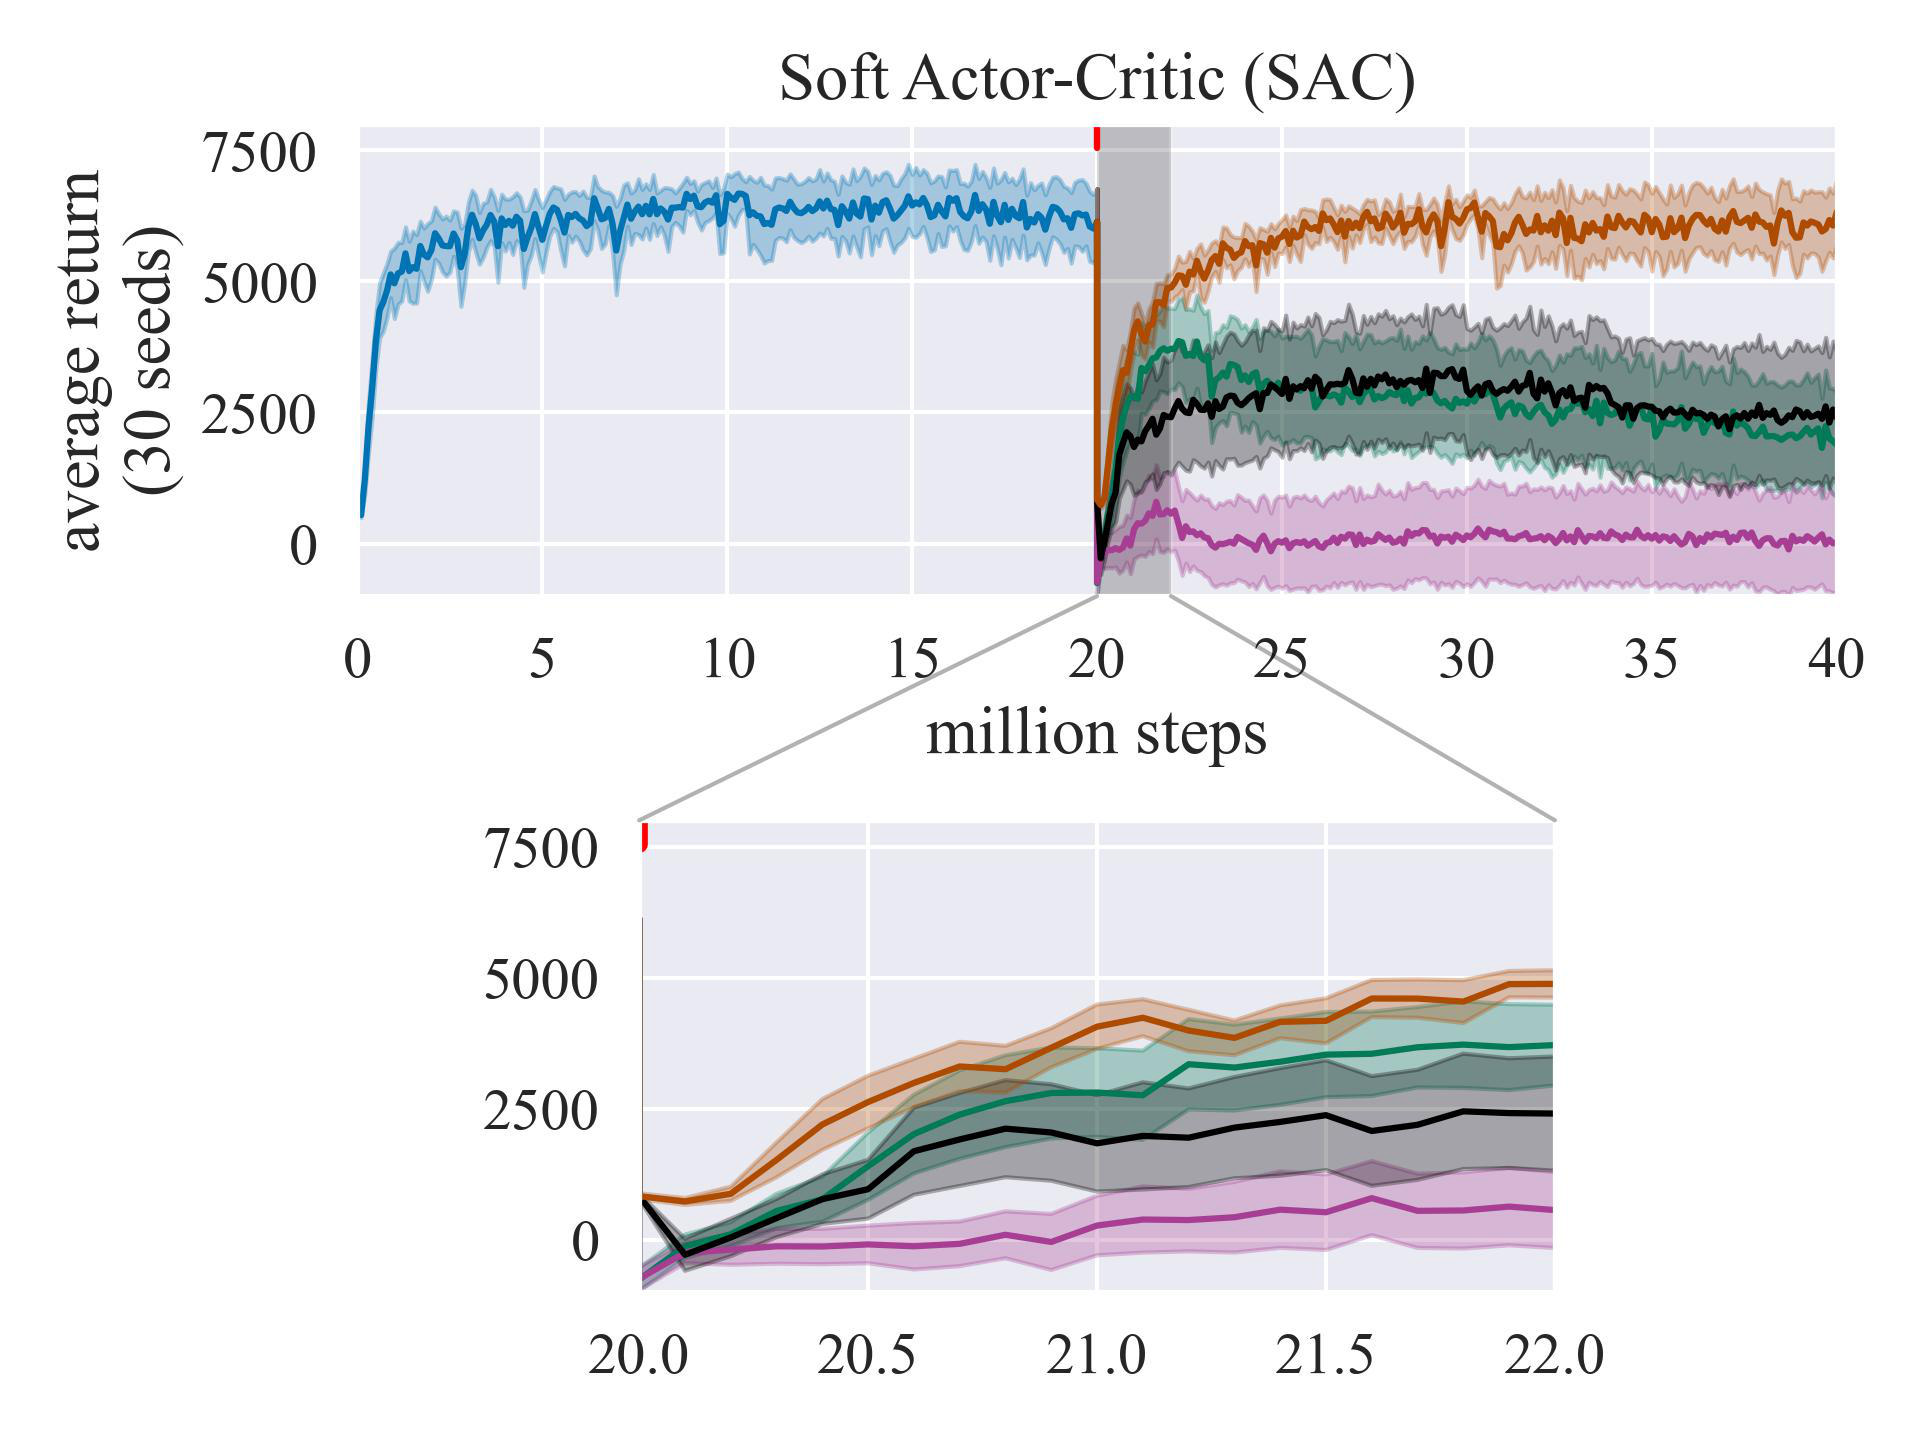 Soft Actor-Critic (SAC)
average return
(30 seeds)
7500
5000
2500
0
0 5 10 15 20 25 30 35 40
million steps
7500
5000
2500
0
20.0 20.5 21.0 21.5 22.0